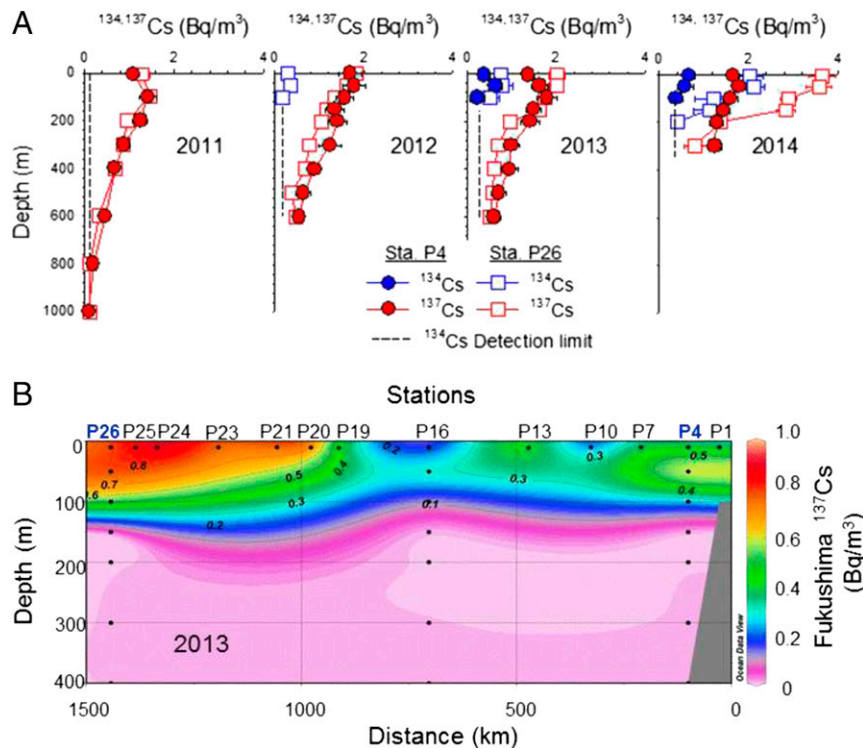 A
134,137Cs (Bq/m3) 134,137Cs (Bq/m3) 134,137Cs (Bq/m3) 134,137Cs (Bq/m3)
0 2 4 0 2 4 0 2 4 0 2 4
0
200
400
600
800
1000
Depth (m)
2011
2012
2013
2014
Sta. P4 Sta. P26
134Cs 134Cs
137Cs 137Cs
134Cs Detection limit
B
Stations
P26 P25 P24 P23 P21 P20 P19 P16 P13 P10 P7 P4 P1
0
100
200
300
400
Depth (m)
0.8
0.7
0.6
0.5
0.4
0.3
0.2
0.2
0.1
0.3
0.3
0.5
0.4
2013
1500 1000 500 0
Distance (km)
Ocean Data View
1.0
0.8
0.6
0.4
0.2
0
Fukushima 137Cs
(Bq/m3)